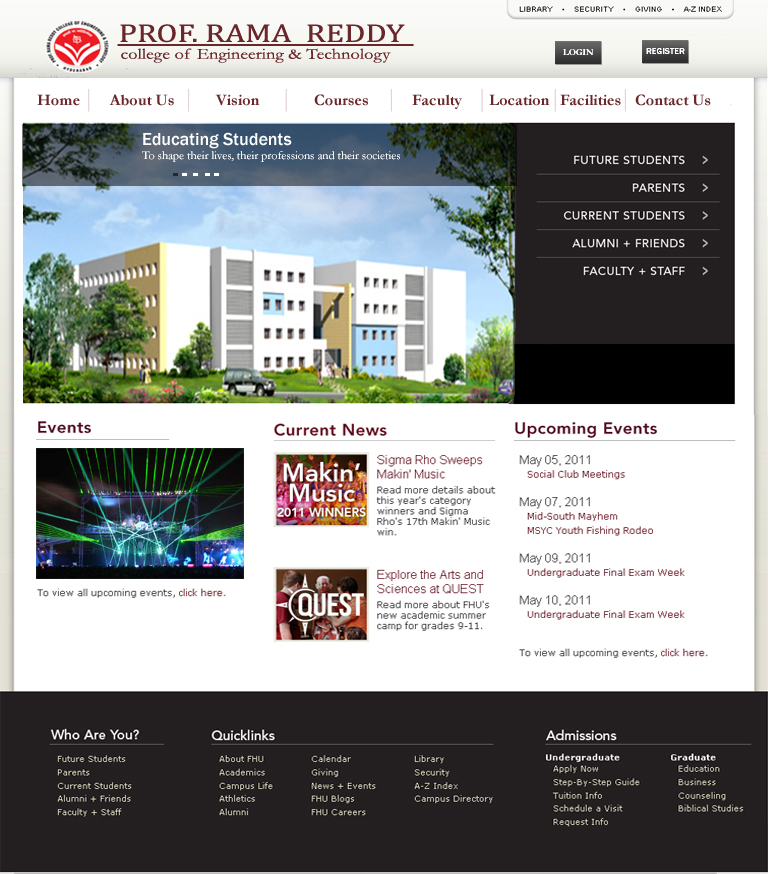 LIBRARY • SECURITY • GIVING • A-Z INDEX
PROF. RAMA REDDY
college of Engineering & Technology
LOGIN
REGISTER
Home
About Us
Vision
Courses
Faculty
Location
Facilities
Contact Us
Educating Students
To shape their lives, their professions and their societies
FUTURE STUDENTS >
PARENTS >
CURRENT STUDENTS >
ALUMNI + FRIENDS >
FACULTY + STAFF >
Events
To view all upcoming events, click here.
Current News
Makin'
Music
2011 WINNERS
Sigma Rho Sweeps
Makin' Music
Read more details about
this year's category
winners and Sigma
Rho's 17th Makin' Music
win.
QUEST
Explore the Arts and
Sciences at QUEST
Read more about FHU's
new academic summer
camp for grades 9-11.
Upcoming Events
May 05, 2011
Social Club Meetings
May 07, 2011
Mid-South Mayhem
MSYC Youth Fishing Rodeo
May 09, 2011
Undergraduate Final Exam Week
May 10, 2011
Undergraduate Final Exam Week
To view all upcoming events, click here.
Who Are You?
Future Students
Parents
Current Students
Alumni + Friends
Faculty + Staff
Quicklinks
About FHU
Academics
Campus Life
Athletics
Alumni
Calendar
Giving
News + Events
FHU Blogs
FHU Careers
Library
Security
A-Z Index
Campus Directory
Admissions
Undergraduate
Apply Now
Step-By-Step Guide
Tuition Info
Schedule a Visit
Request Info
Graduate
Education
Business
Counseling
Biblical Studies